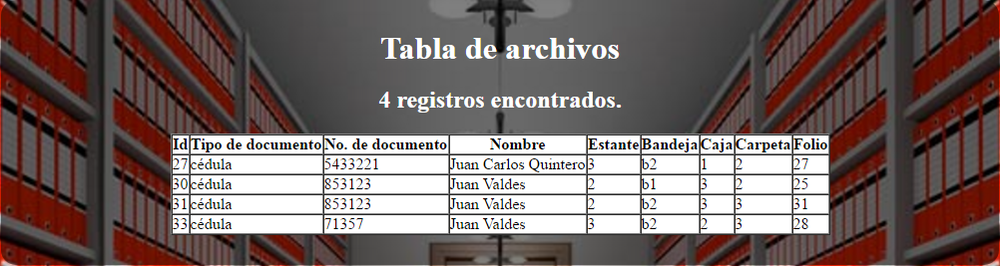 Tabla de archivos
4 registros encontrados.
Id Tipo de documento No. de documento Nombre Estante Bandeja Caja Carpeta Folio
27 cédula 5433221 Juan Carlos Quintero 3 b2 1 2 27
30 cédula 853123 Juan Valdes 2 b1 3 2 25
31 cédula 853123 Juan Valdes 2 b2 3 3 31
33 cédula 71357 Juan Valdes 3 b2 2 3 28